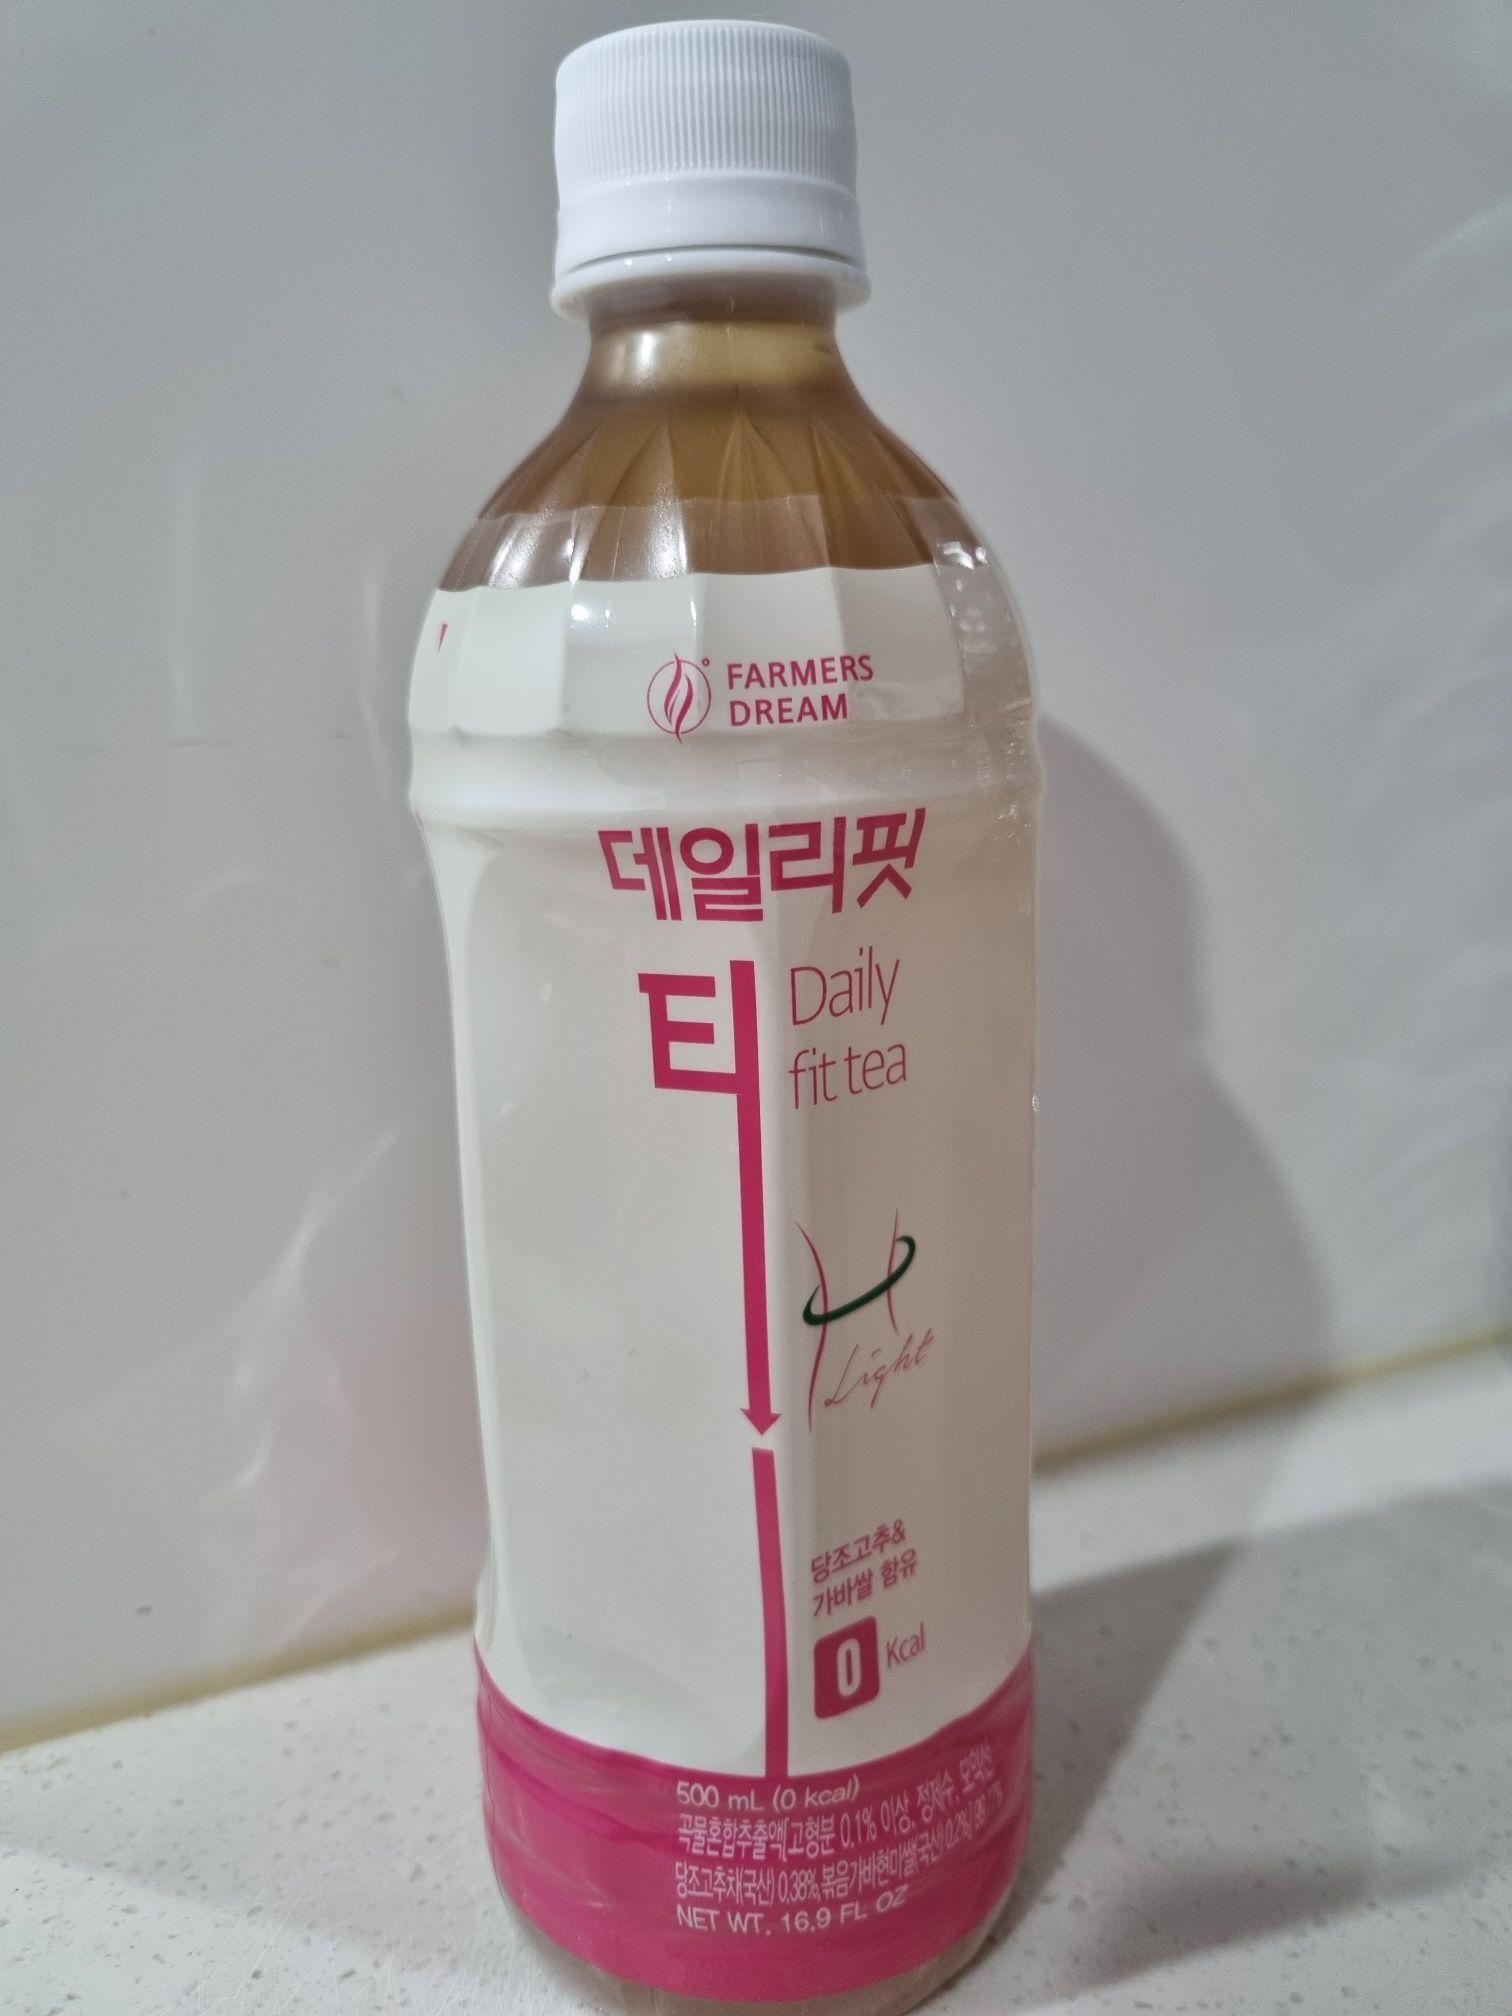 FARMERS
DREAM
데일리핏
티
Daily
fit tea
Light
당조고추&
가바쌀 함유
0 Kcal
500 mL (0 kcal)
곡물혼합추출액[고형분 0.1% 이상, 정제수, 모악산
당조고추채(국산) 0.38%, 볶음가바현미쌀(국산) 0.2%]
NET WT. 16.9 FL OZ